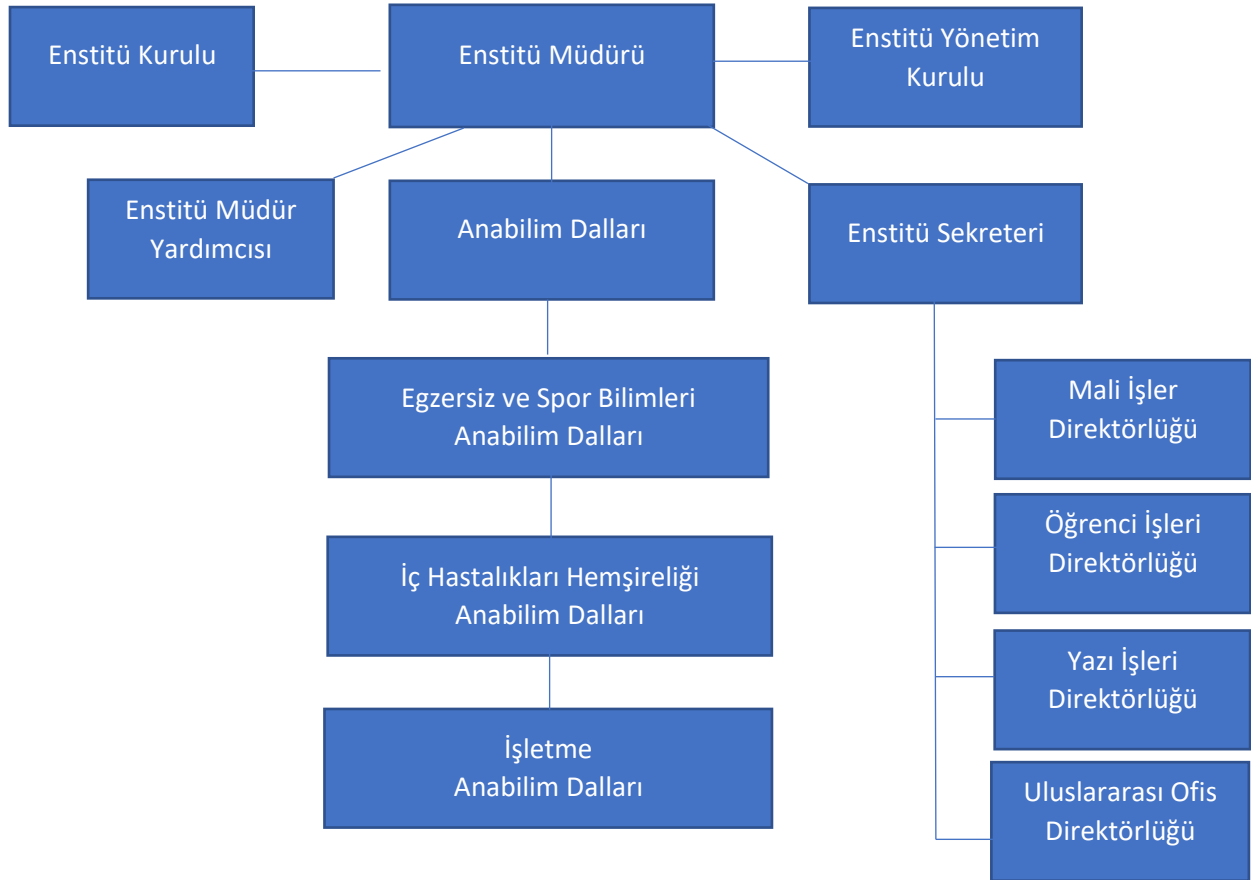 Enstitü Kurulu
Enstitü Müdürü
Enstitü Yönetim
Kurulu
Enstitü Müdür
Yardımcısı
Anabilim Dalları
Enstitü Sekreteri
Egzersiz ve Spor Bilimleri
Anabilim Dalları
İç Hastalıkları Hemşireliği
Anabilim Dalları
İşletme
Anabilim Dalları
Mali İşler
Direktörlüğü
Öğrenci İşleri
Direktörlüğü
Yazı İşleri
Direktörlüğü
Uluslararası Ofis
Direktörlüğü